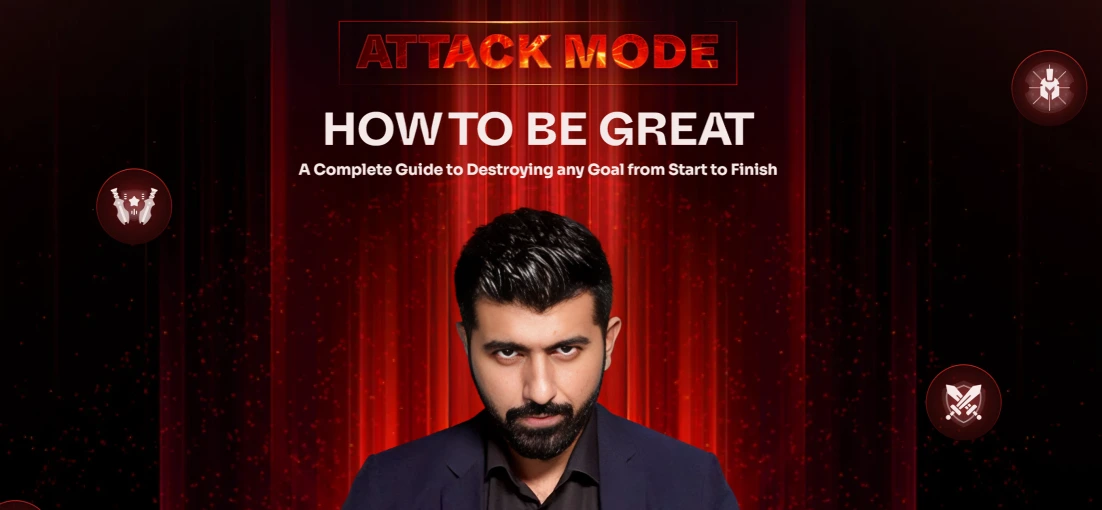 ATTACK MODE
HOW TO BE GREAT
A Complete Guide to Destroying any Goal from Start to Finish